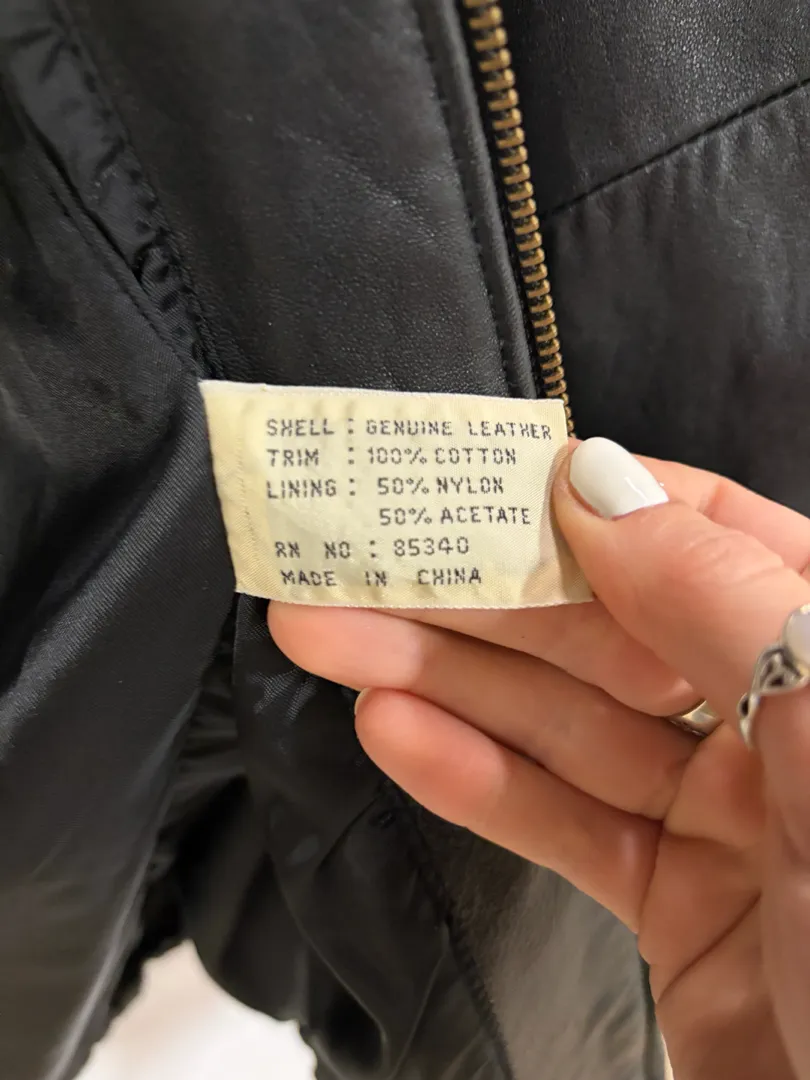 SHELL : GENUINE LEATHER
TRIM : 100% COTTON
LINING : 50% NYLON
50% ACETATE
RN NO : 85340
MADE IN CHINA